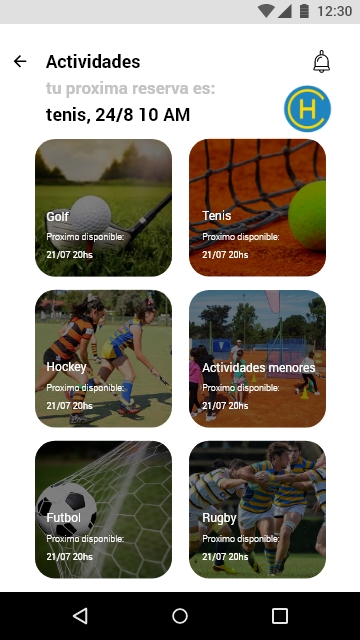 12:30
Actividades
tu proxima reserva es:
tenis, 24/8 10 AM
Golf
Proximo disponible:
21/07 20hs
Tenis
Proximo disponible:
21/07 20hs
Hockey
Proximo disponible:
21/07 20hs
Actividades menores
Proximo disponible:
21/07 20hs
Futbol
Proximo disponible:
21/07 20hs
Rugby
Proximo disponible:
21/07 20hs